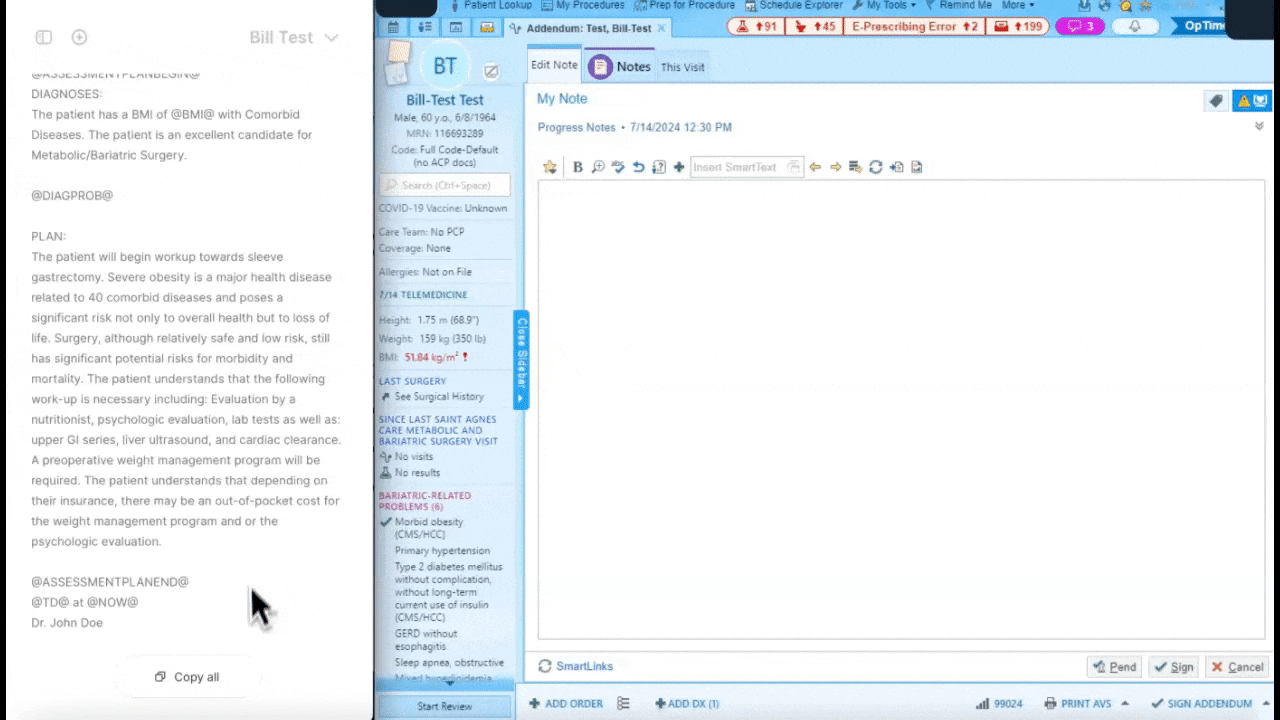 Bill Test
@ASSESSMENTPLANBEGIN@
DIAGNOSES:
The patient has a BMI of @BMI@ with Comorbid
Diseases. The patient is an excellent candidate for
Metabolic/Bariatric Surgery.
@DIAGPROB@
PLAN:
The patient will begin workup towards sleeve
gastrectomy. Severe obesity is a major health disease
related to 40 comorbid diseases and poses a
significant risk not only to overall health but to loss of
life. Surgery, although relatively safe and low risk, still
has significant potential risks for morbidity and
mortality. The patient understands that the following
work-up is necessary including: Evaluation by a
nutritionist, psychologic evaluation, lab tests as well as:
upper GI series, liver ultrasound, and cardiac clearance.
A preoperative weight management program will be
required. The patient understands that depending on
their insurance, there may be an out-of-pocket cost for
the weight management program and or the
psychologic evaluation.
@ASSESSMENTPLANEND@
@TD@ at @NOW@
Dr. John Doe
Copy all
Patient Lookup My Procedures Prep for Procedure Schedule Explorer My Tools Remind Me More
Addendum: Test, Bill-Test
91 45 E-Prescribing Error 2 199 3 OpTime
BT
Bill-Test Test
Male, 60 y.o., 6/8/1964
MRN: 116693289
Code: Full Code-Default
(no ACP docs)
Search (Ctrl+Space)
COVID-19 Vaccine: Unknown
Care Team: No PCP
Coverage: None
Allergies: Not on File
7/14 TELEMEDICINE
Height: 1.75 m (68.9")
Weight: 159 kg (350 lb)
BMI: 51.84 kg/m² !
LAST SURGERY
See Surgical History
SINCE LAST SAINT AGNES
CARE METABOLIC AND
BARIATRIC SURGERY VISIT
No visits
No results
BARIATRIC-RELATED
PROBLEMS (6)
Morbid obesity
(CMS/HCC)
Primary hypertension
Type 2 diabetes mellitus
without complication,
without long-term
current use of insulin
(CMS/HCC)
GERD without
esophagitis
Sleep apnea, obstructive
Mixed hyperlipidemia
Start Review
Close Sidebar
Edit Note Notes This Visit
My Note
Progress Notes • 7/14/2024 12:30 PM
B Insert SmartText
SmartLinks
Pend Sign Cancel
ADD ORDER ADD DX (1) 99024 PRINT AVS SIGN ADDENDUM